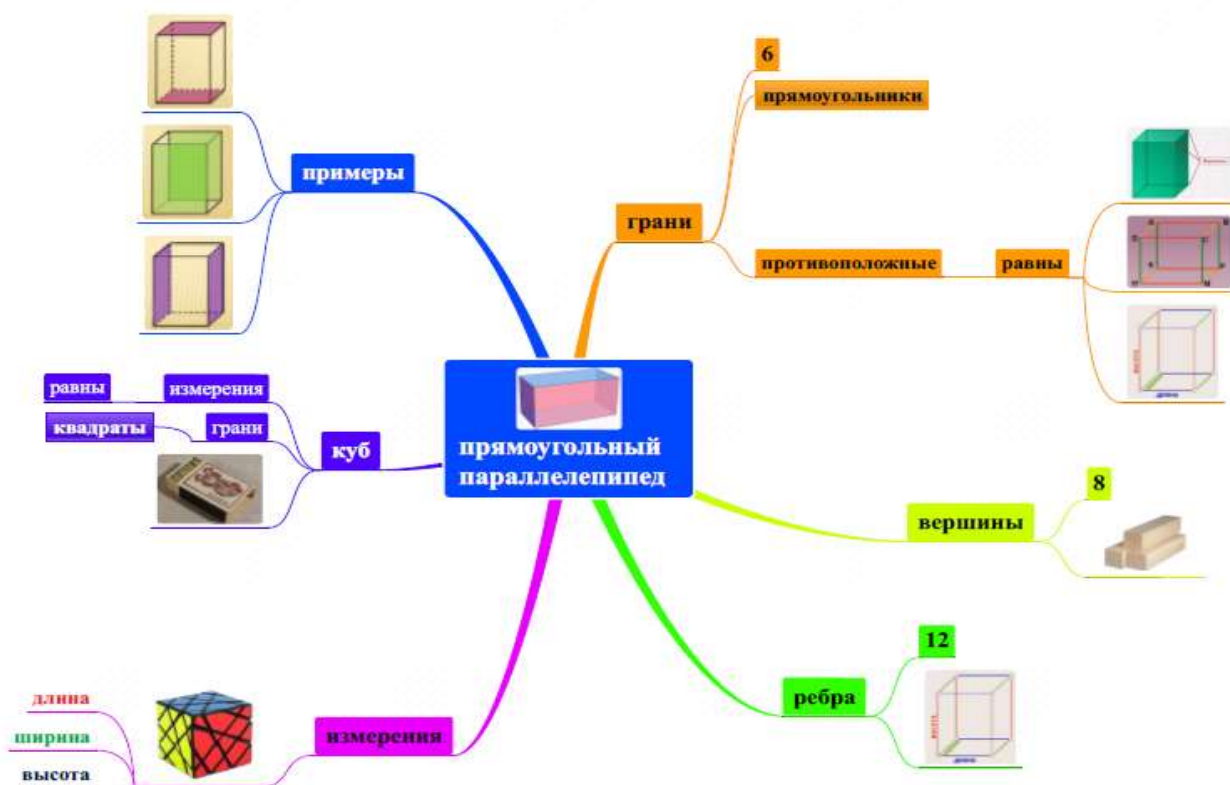 примеры
6
прямоугольники
грани
противоположные
равны
прямоугольный
параллелепипед
равны
измерения
квадраты
грани
куб
вершины
8
ребра
12
измерения
длина
ширина
высота